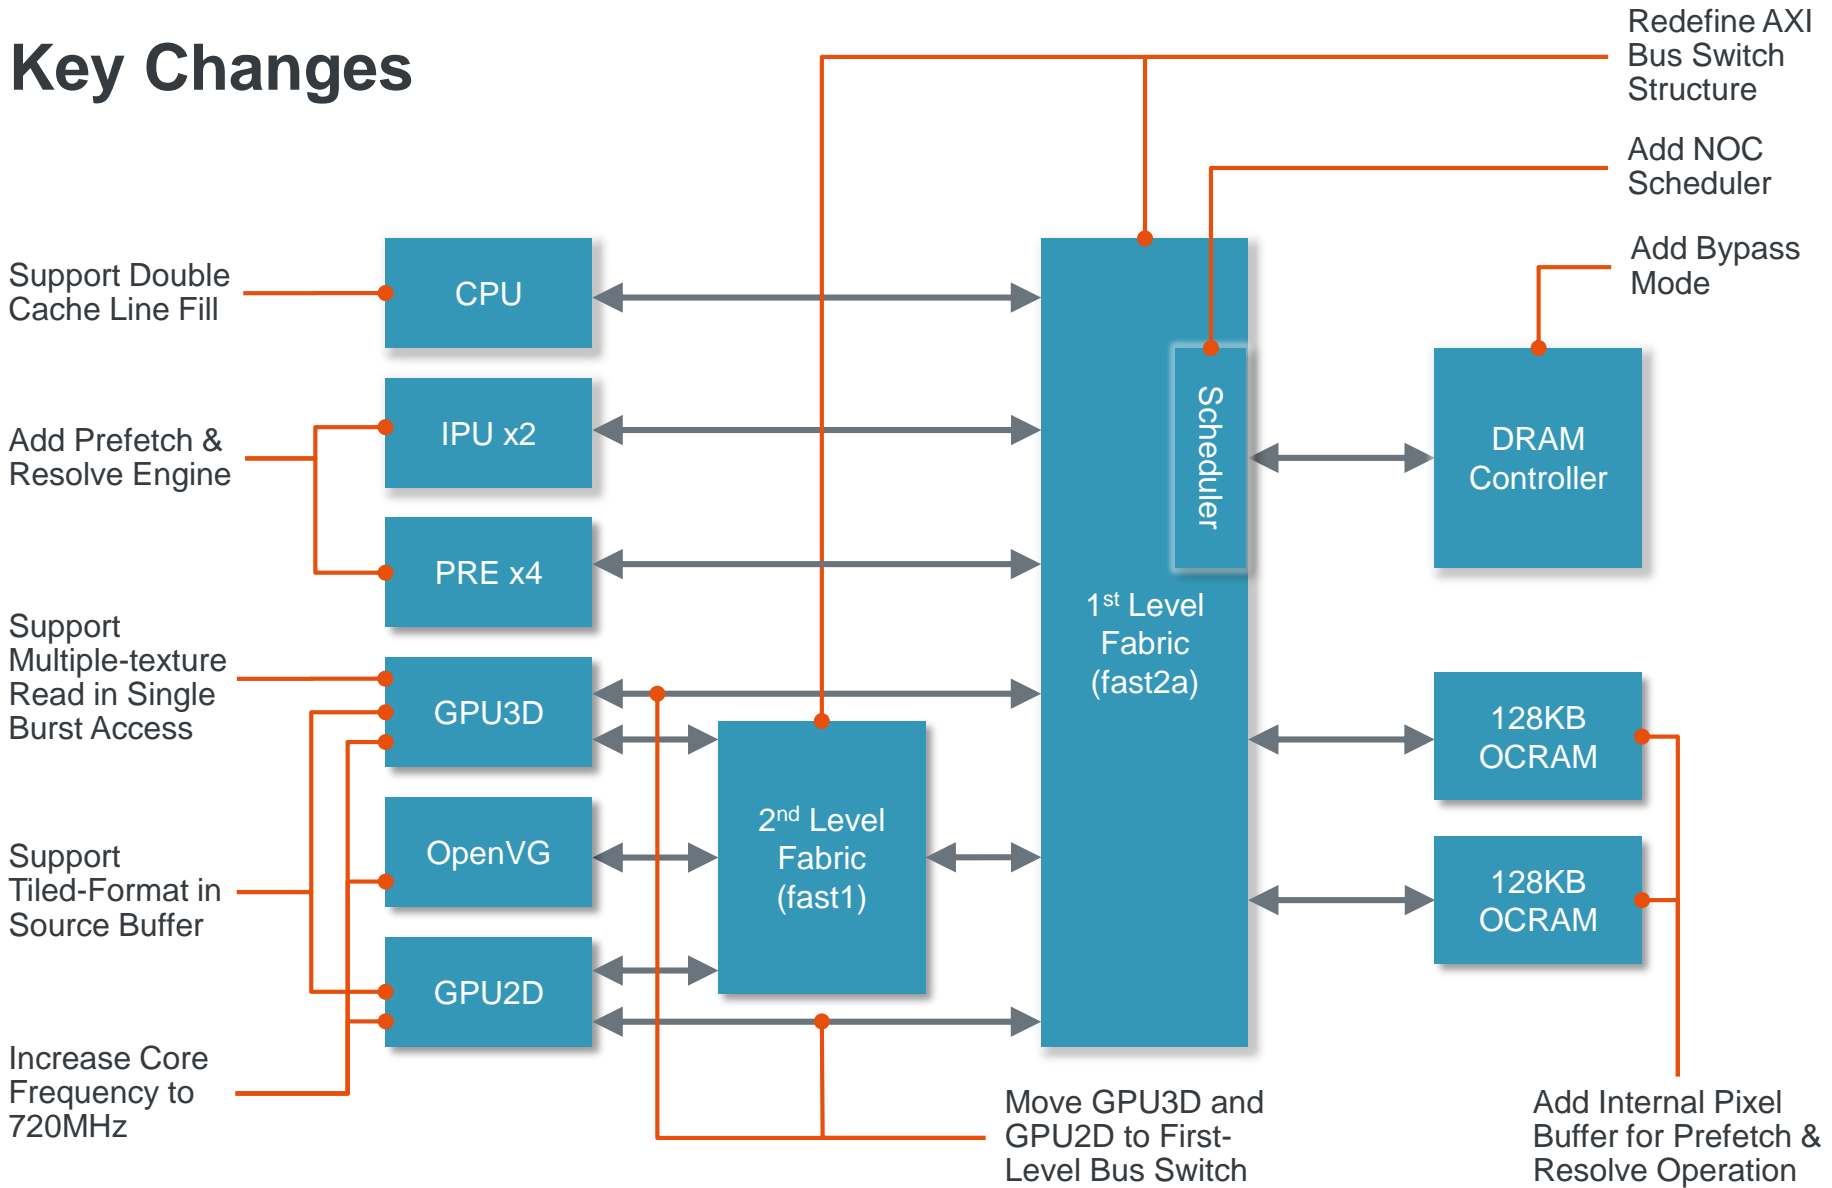 Key Changes
Redefine AXI
Bus Switch
Structure
Add NOC
Scheduler
Add Bypass
Mode
Support Double
Cache Line Fill
CPU
Add Prefetch &
Resolve Engine
IPU x2
PRE x4
Scheduler
DRAM
Controller
1st Level
Fabric
(fast2a)
Support
Multiple-texture
Read in Single
Burst Access
GPU3D
128KB
OCRAM
2nd Level
Fabric
(fast1)
OpenVG
Support
Tiled-Format in
Source Buffer
128KB
OCRAM
GPU2D
Increase Core
Frequency to
720MHz
Move GPU3D and
GPU2D to First-
Level Bus Switch
Add Internal Pixel
Buffer for Prefetch &
Resolve Operation